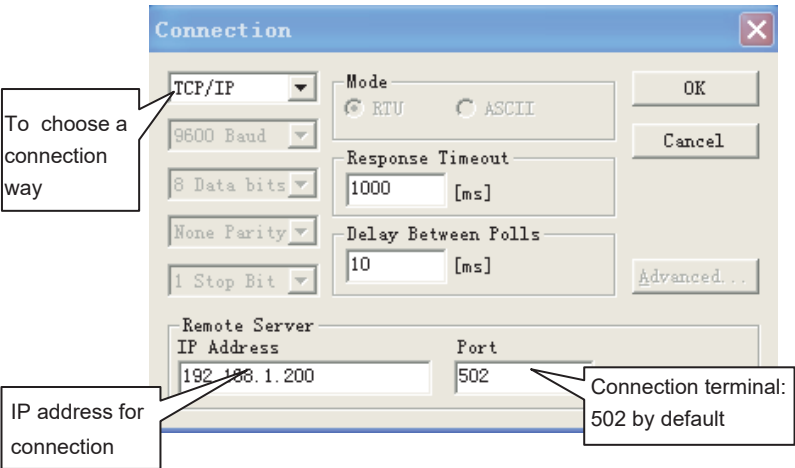 Connection
TCP/IP
Mode
RTU ASCII
OK
To choose a
connection
way
9600 Baud
Cancel
Response Timeout
8 Data bits
1000 [ms]
None Parity
Delay Between Polls
10 [ms]
1 Stop Bit
Advanced...
Remote Server
IP Address Port
192.168.1.200 502
Connection terminal:
502 by default
IP address for
connection